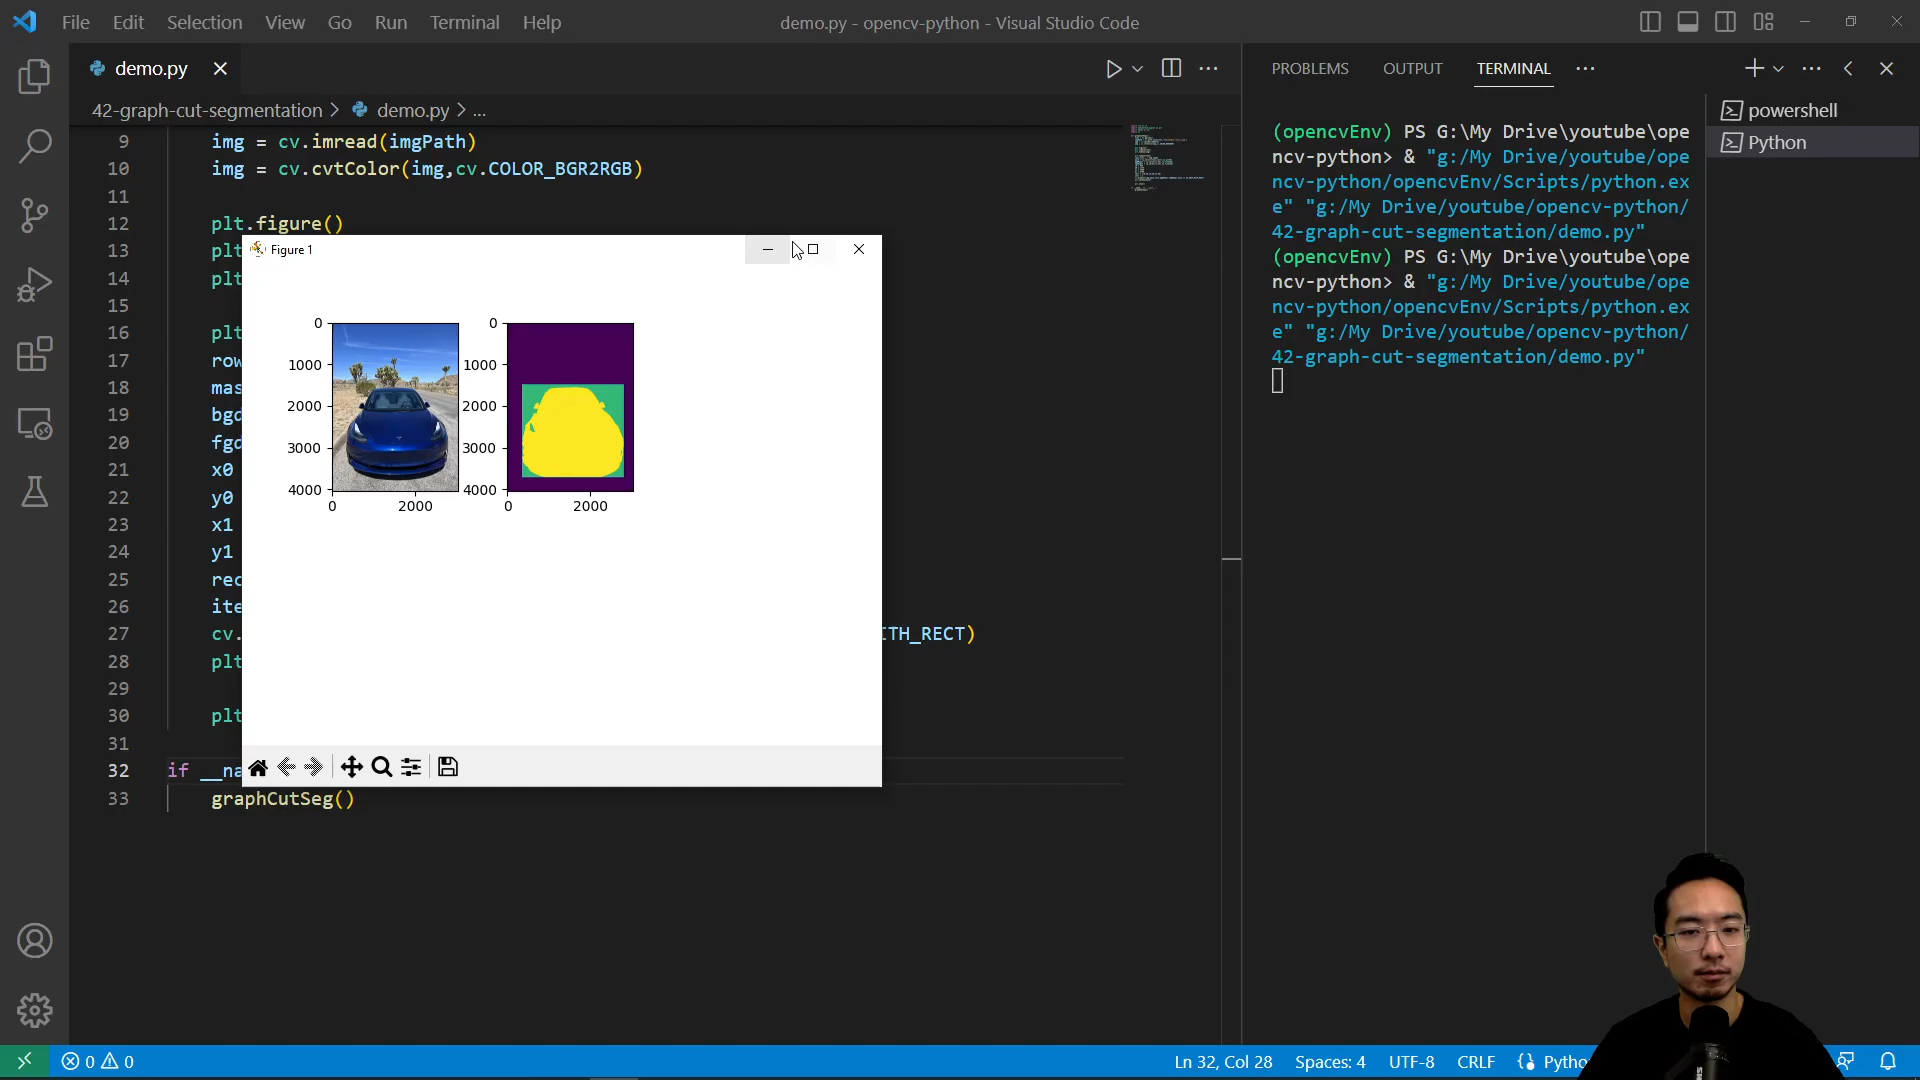 File Edit Selection View Go Run Terminal Help
demo.py - opencv-python - Visual Studio Code
demo.py
42-graph-cut-segmentation > demo.py > ...
9 img = cv.imread(imgPath)
10 img = cv.cvtColor(img,cv.COLOR_BGR2RGB)
11
12 plt.figure()
13 plt
14 plt
15
16 plt
17 row
18 mas
19 bgd
20 fgd
21 x0
22 y0
23 x1
24 y1
25 rec
26 ite
27 cv. ITH_RECT)
28 plt
29
30 plt
31
32 if __na
33 graphCutSeg()
Figure 1
0
1000
2000
3000
4000
0 2000
0
1000
2000
3000
4000
0 2000
PROBLEMS OUTPUT TERMINAL ...
(opencvEnv) PS G:\My Drive\youtube\ope
ncv-python> & "g:/My Drive/youtube/ope
ncv-python/opencvEnv/Scripts/python.ex
e" "g:/My Drive/youtube/opencv-python/
42-graph-cut-segmentation/demo.py"
(opencvEnv) PS G:\My Drive\youtube\ope
ncv-python> & "g:/My Drive/youtube/ope
ncv-python/opencvEnv/Scripts/python.ex
e" "g:/My Drive/youtube/opencv-python/
42-graph-cut-segmentation/demo.py"
powershell
Python
0 0
Ln 32, Col 28 Spaces: 4 UTF-8 CRLF Pytho